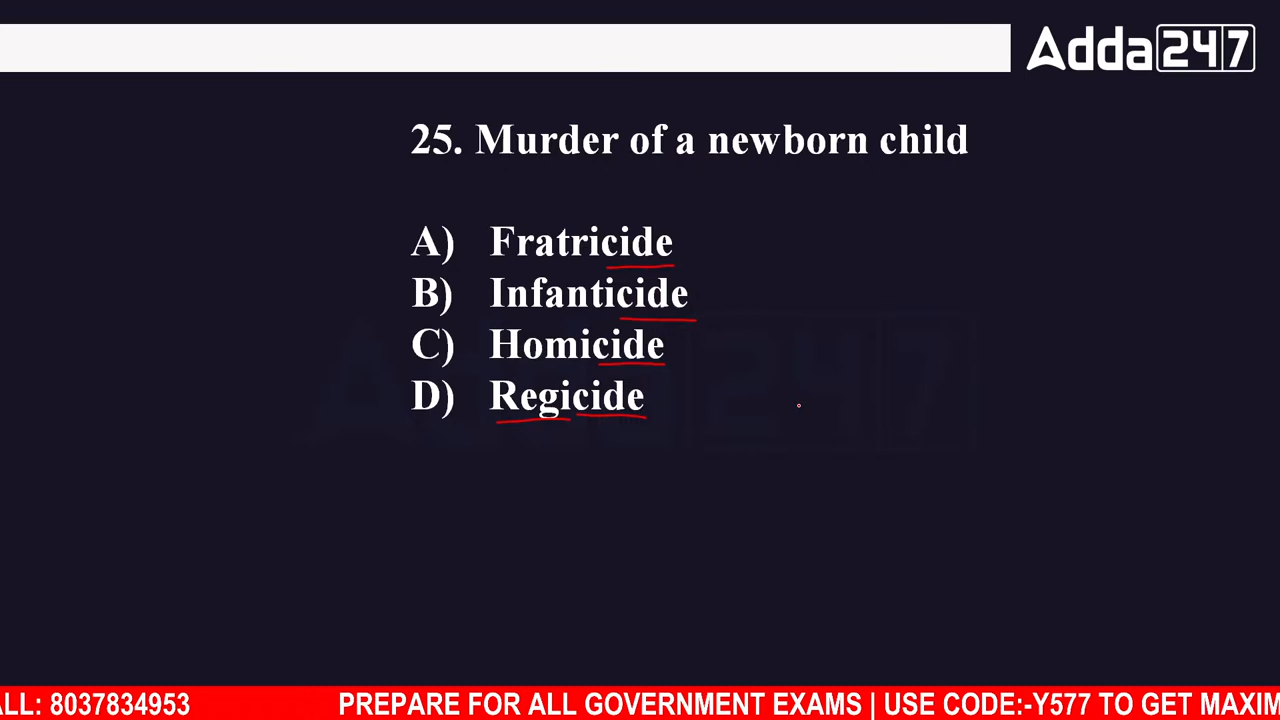 Adda247
25. Murder of a newborn child
A) Fratricide
B) Infanticide
C) Homicide
D) Regicide
Adda247
ALL: 8037834953 PREPARE FOR ALL GOVERNMENT EXAMS | USE CODE:-Y577 TO GET MAXIM